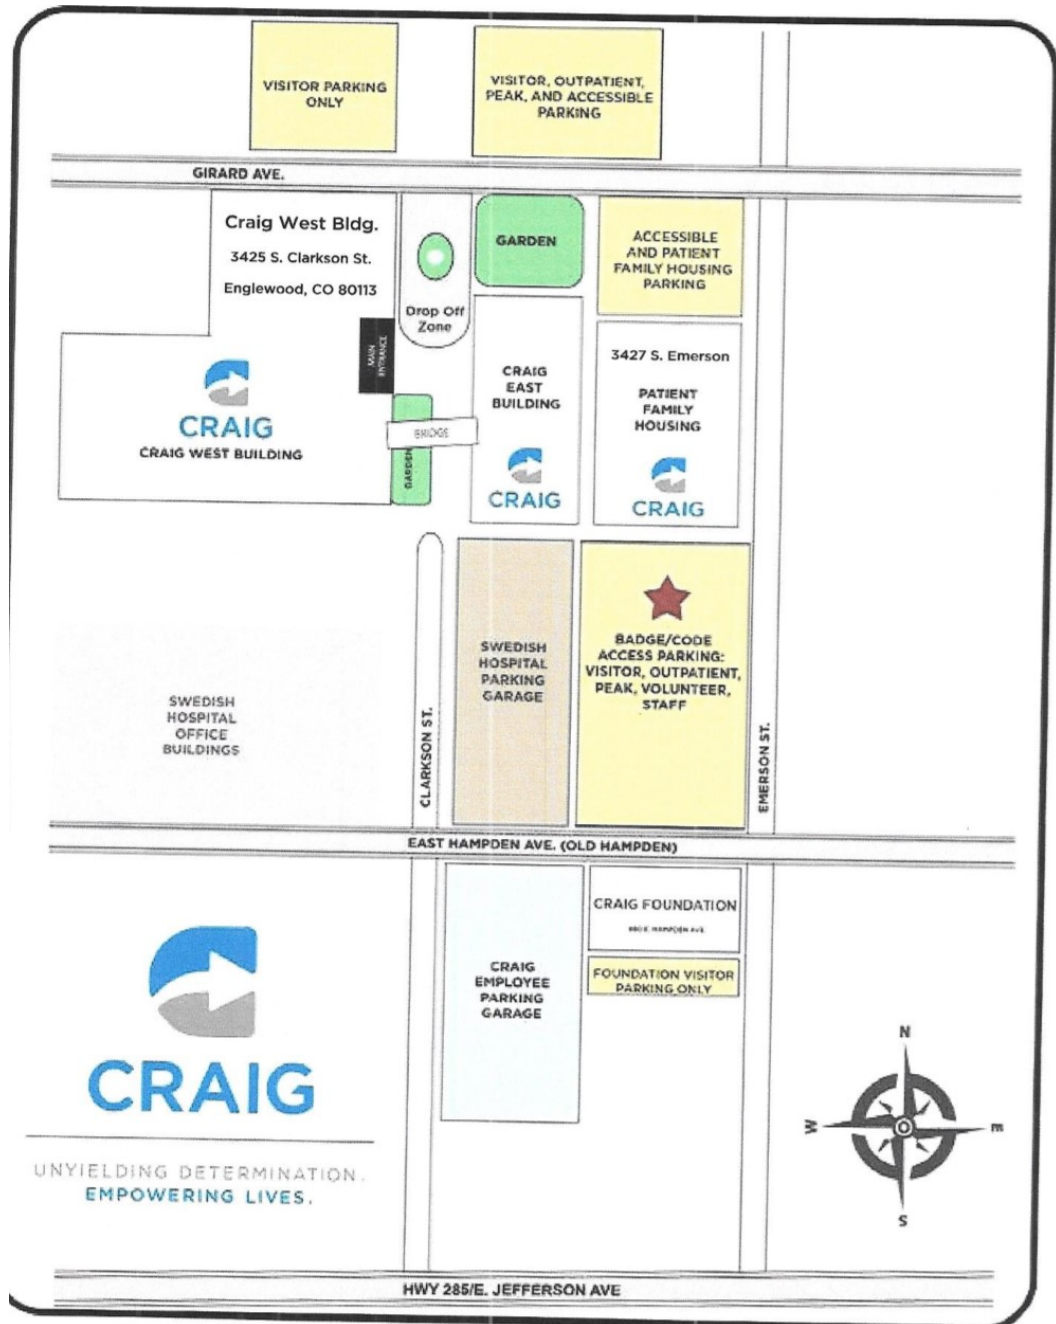 VISITOR PARKING
ONLY
VISITOR, OUTPATIENT,
PEAK, AND ACCESSIBLE
PARKING
GIRARD AVE.
Craig West Bldg.
3425 S. Clarkson St.
Englewood, CO 80113
Drop Off
Zone
GARDEN
ACCESSIBLE
AND PATIENT
FAMILY HOUSING
PARKING
MAIN
ENTRANCE
CRAIG
CRAIG WEST BUILDING
BRIDGE
GARDEN
CRAIG
EAST
BUILDING
CRAIG
3427 S. Emerson
PATIENT
FAMILY
HOUSING
CRAIG
SWEDISH
HOSPITAL
OFFICE
BUILDINGS
CLARKSON ST.
SWEDISH
HOSPITAL
PARKING
GARAGE
BADGE/CODE
ACCESS PARKING:
VISITOR, OUTPATIENT,
PEAK, VOLUNTEER,
STAFF
EMERSON ST.
EAST HAMPDEN AVE. (OLD HAMPDEN)
CRAIG
EMPLOYEE
PARKING
GARAGE
CRAIG FOUNDATION
HAMPDEN AVE
FOUNDATION VISITOR
PARKING ONLY
CRAIG
UNYIELDING DETERMINATION.
EMPOWERING LIVES.
N
W
E
S
HWY 285/E. JEFFERSON AVE